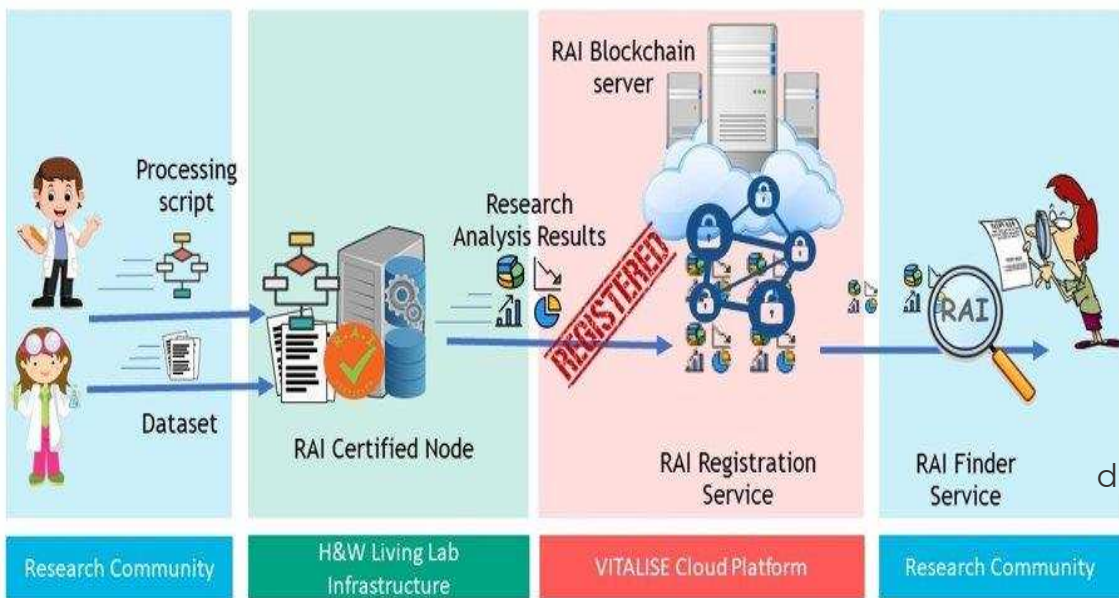 Processing
script
Dataset
Research Community
R.A.I
RAI Certified Node
H&W Living Lab
Infrastructure
Research
Analysis Results
RAI Blockchain
server
REGISTERED
RAI Registration
Service
VITALISE Cloud Platform
RAI
RAI Finder
Service
d
Research Community